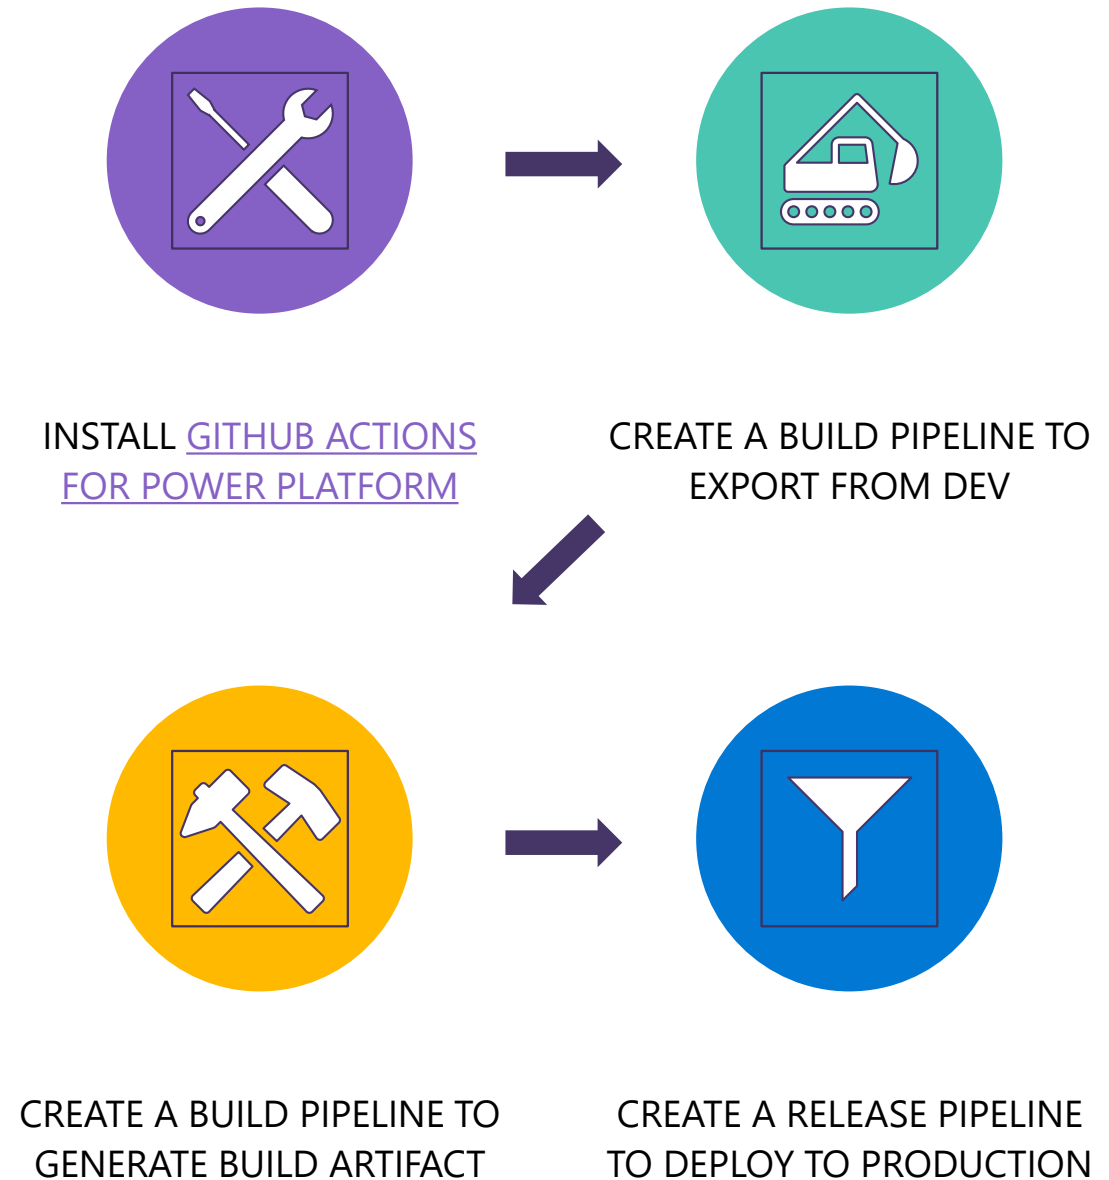 INSTALL GITHUB ACTIONS
FOR POWER PLATFORM
CREATE A BUILD PIPELINE TO
EXPORT FROM DEV
CREATE A BUILD PIPELINE TO
GENERATE BUILD ARTIFACT
CREATE A RELEASE PIPELINE
TO DEPLOY TO PRODUCTION